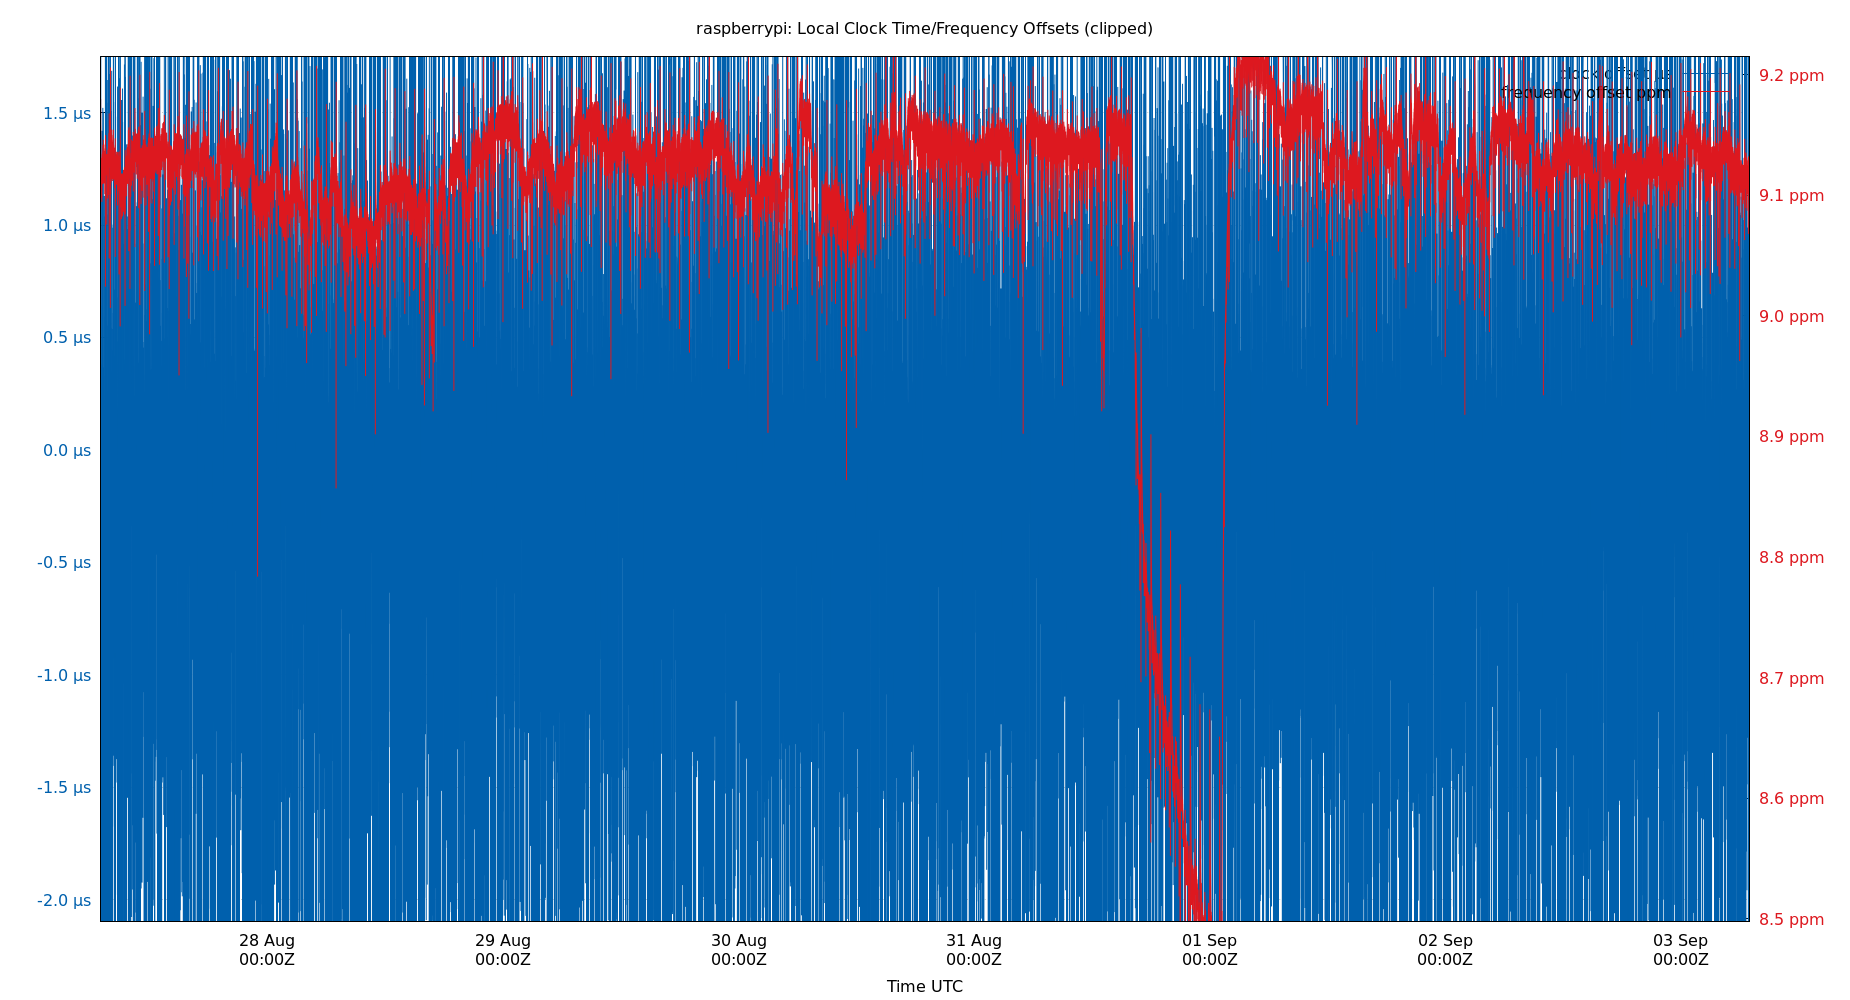 raspberrypi: Local Clock Time/Frequency Offsets (clipped)
clock offset µs
frequency offset ppm
1.5 µs
1.0 µs
0.5 µs
0.0 µs
-0.5 µs
-1.0 µs
-1.5 µs
-2.0 µs
9.2 ppm
9.1 ppm
9.0 ppm
8.9 ppm
8.8 ppm
8.7 ppm
8.6 ppm
8.5 ppm
28 Aug
00:00Z
29 Aug
00:00Z
30 Aug
00:00Z
31 Aug
00:00Z
01 Sep
00:00Z
02 Sep
00:00Z
03 Sep
00:00Z
Time UTC